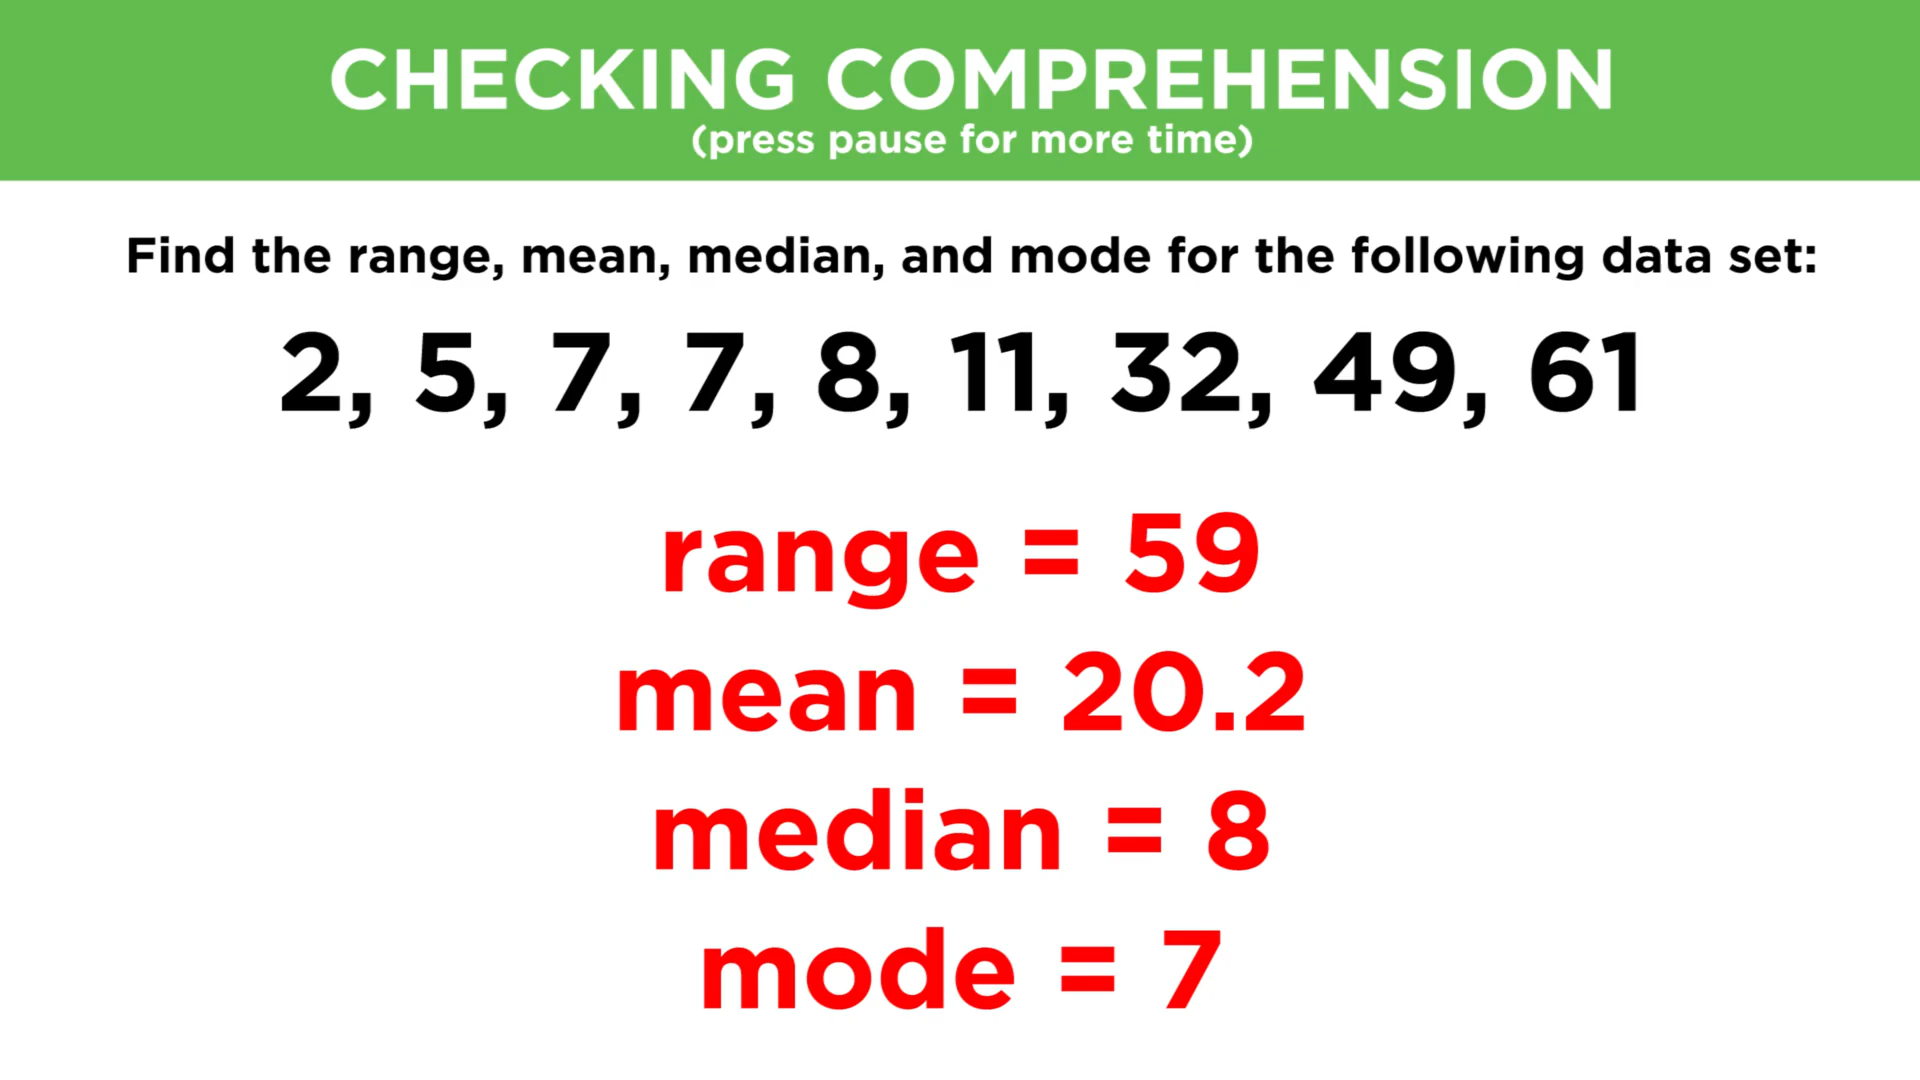 CHECKING COMPREHENSION
(press pause for more time)
Find the range, mean, median, and mode for the following data set:
2, 5, 7, 7, 8, 11, 32, 49, 61
range = 59
mean = 20.2
median = 8
mode = 7